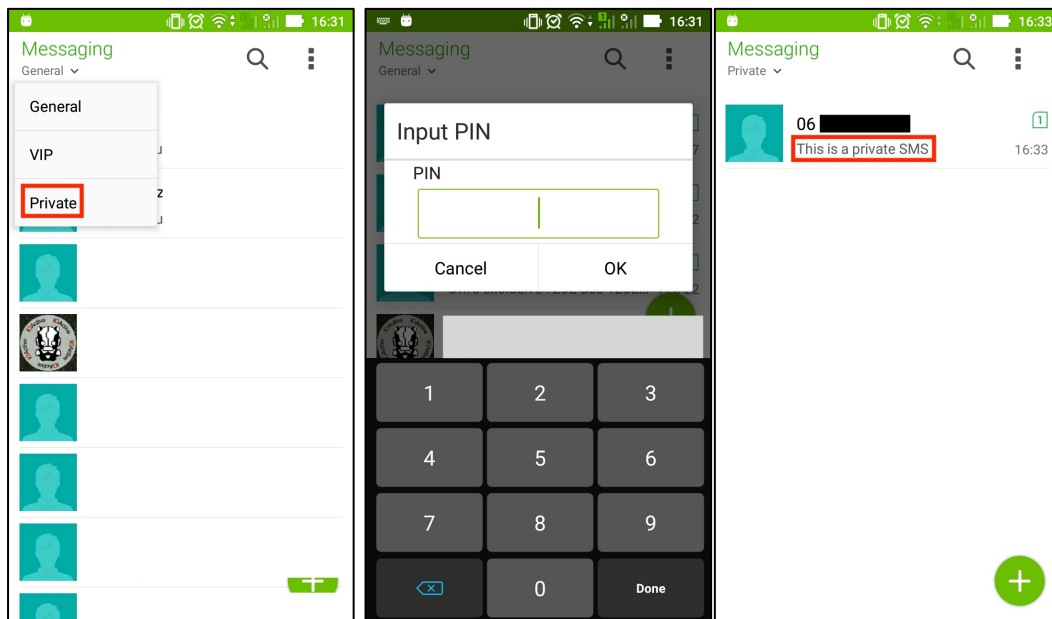 16:31
Messaging
General
General
VIP
Private
z
16:31
Messaging
General
Input PIN
PIN
Cancel
OK
1
2
3
4
5
6
7
8
9
0
Done
16:33
Messaging
Private
06
1
This is a private SMS
16:33